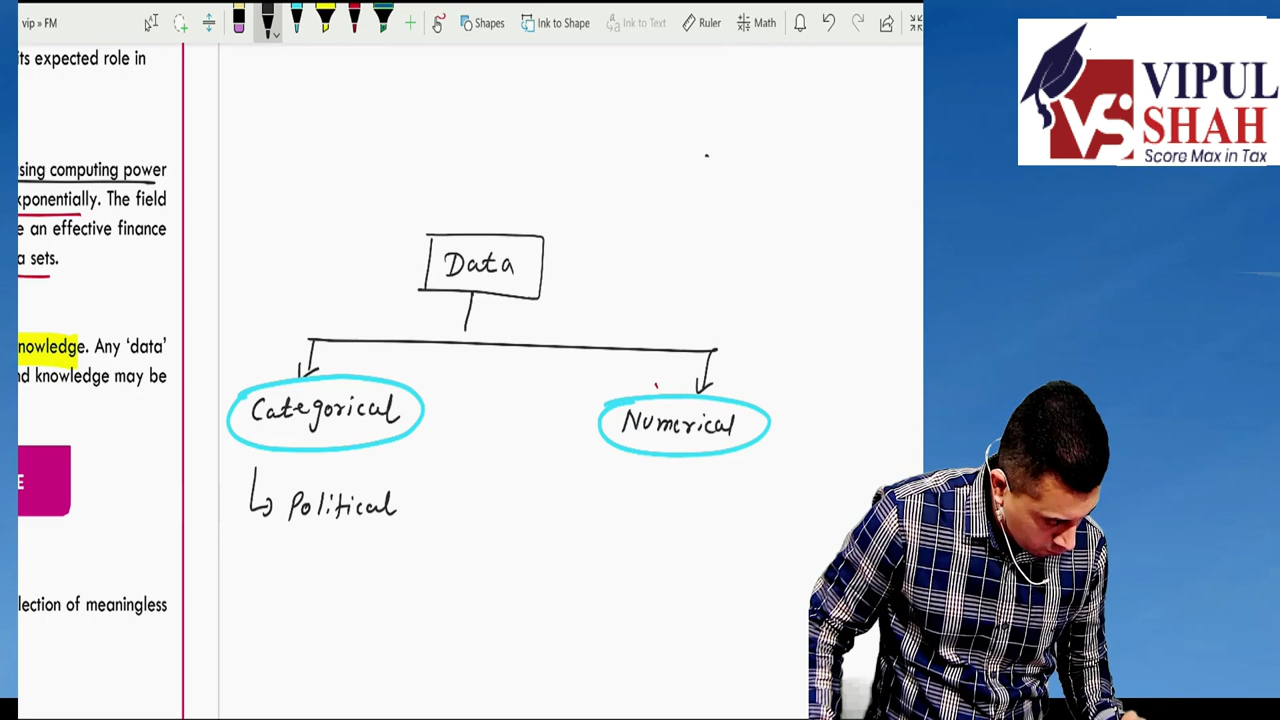 vip » FM
Shapes
Ink to Shape
Ink to Text
Ruler
Math
its expected role in
sing computing power
xponentially. The field
e an effective finance
a sets.
nowledge. Any ‘data’
nd knowledge may be
E
lection of meaningless
Data
Categorical
Numerical
Political
VIPUL
VS
SHAH
Score Max in Tax